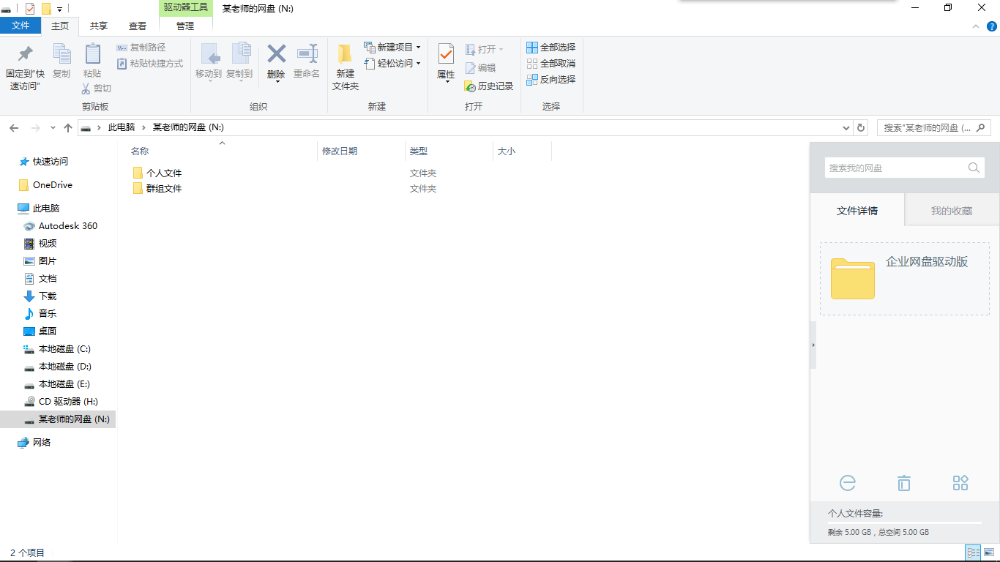 驱动器工具
某老师的网盘 (N:)
文件
主页
共享
查看
管理
固定到"快
速访问"
复制
粘贴
复制路径
粘贴快捷方式
剪切
剪贴板
移动到
复制到
删除
重命名
组织
新建
文件夹
新建项目
轻松访问
新建
属性
打开
编辑
历史记录
打开
全部选择
全部取消
反向选择
选择
此电脑
某老师的网盘 (N:)
搜索"某老师的网盘 (...
快速访问
OneDrive
此电脑
Autodesk 360
视频
图片
文档
下载
音乐
桌面
本地磁盘 (C:)
本地磁盘 (D:)
本地磁盘 (E:)
CD 驱动器 (H:)
某老师的网盘 (N:)
网络
名称
修改日期
类型
大小
个人文件
文件夹
群组文件
文件夹
搜索我的网盘
文件详情
我的收藏
企业网盘驱动版
个人文件容量:
剩余 5.00 GB，总空间 5.00 GB
2 个项目